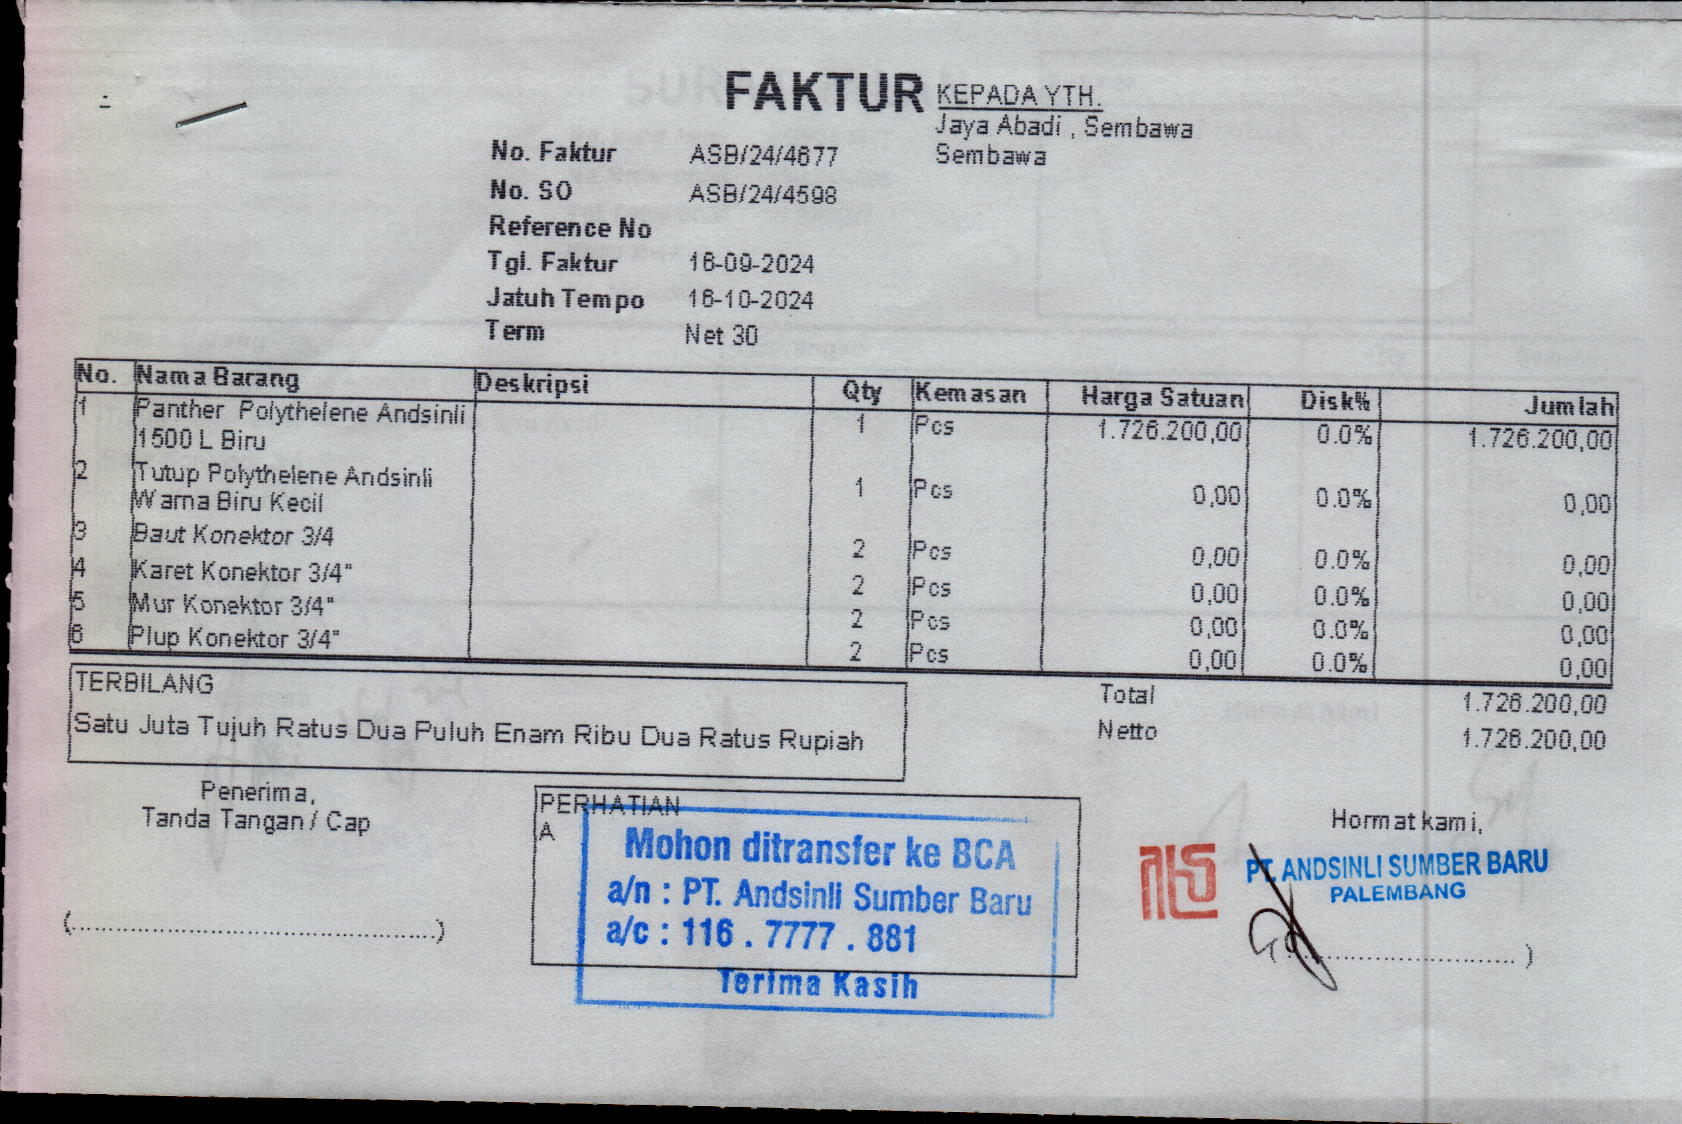 FAKTUR
KEPADA YTH.
Jaya Abadi , Sembawa
Sembawa
No. Faktur ASB/24/4677
No. SO ASB/24/4598
Reference No
Tgl. Faktur 16-09-2024
Jatuh Tempo 16-10-2024
Term Net 30
No. Nama Barang Deskripsi Qty Kemasan Harga Satuan Disk% Jumlah
1 Panther Polythelene Andsinli 1 Pcs 1.726.200,00 0.0% 1.726.200,00
1500 L Biru
2 Tutup Polythelene Andsinli 1 Pcs 0,00 0.0% 0,00
Warna Biru Kecil
3 Baut Konektor 3/4 2 Pcs 0,00 0.0% 0,00
4 Karet Konektor 3/4" 2 Pcs 0,00 0.0% 0,00
5 Mur Konektor 3/4" 2 Pcs 0,00 0.0% 0,00
6 Plup Konektor 3/4" 2 Pcs 0,00 0.0% 0,00
TERBILANG
Satu Juta Tujuh Ratus Dua Puluh Enam Ribu Dua Ratus Rupiah
Total 1.726.200,00
Netto 1.726.200,00
Penerima,
Tanda Tangan / Cap
(...........................................)
PERHATIAN
A
Mohon ditransfer ke BCA
a/n : PT. Andsinli Sumber Baru
a/c : 116 . 7777 . 881
Terima Kasih
Hormat kami,
PT. ANDSINLI SUMBER BARU
PALEMBANG